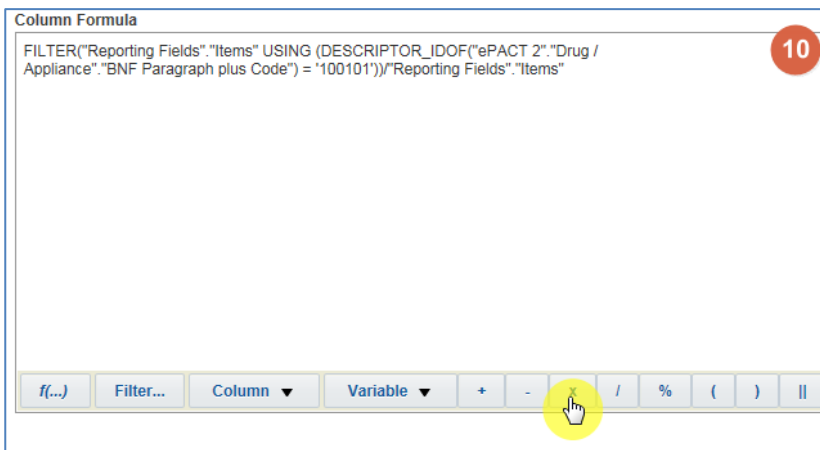 Column Formula
FILTER("Reporting Fields"."Items" USING (DESCRIPTOR_IDOF("ePACT 2"."Drug /
Appliance"."BNF Paragraph plus Code") = '100101'))/"Reporting Fields"."Items"
10
f(...) Filter... Column Variable + - x / % ( ) ||